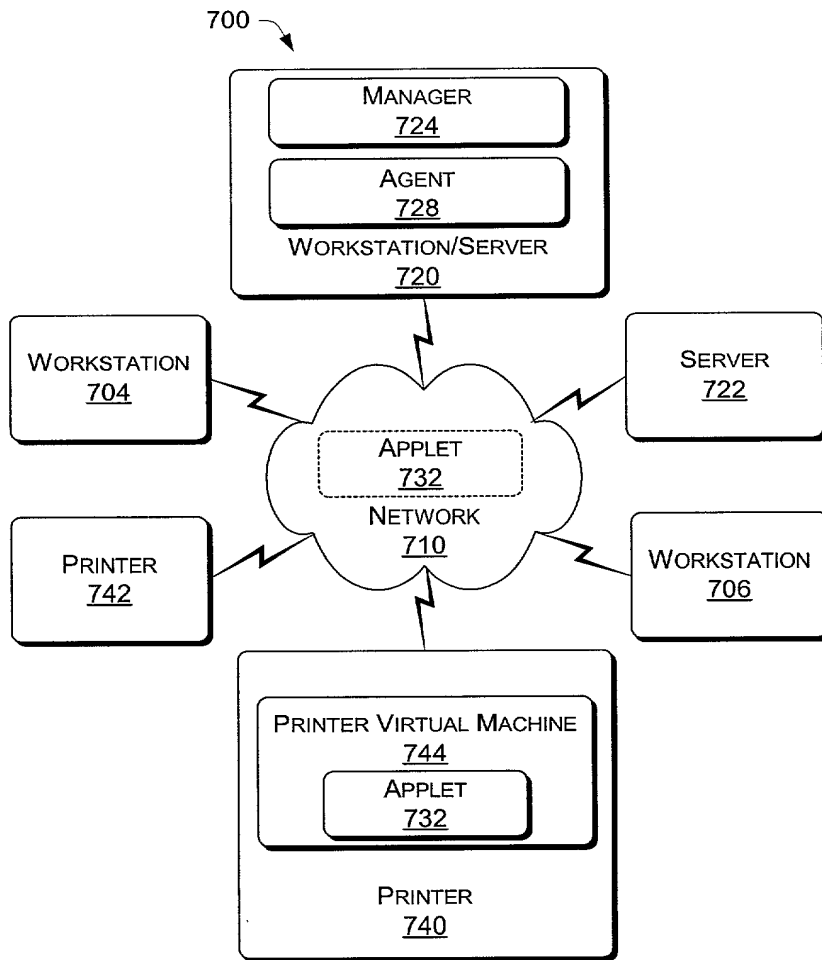 700
MANAGER
724
AGENT
728
WORKSTATION/SERVER
720
WORKSTATION
704
SERVER
722
APPLET
732
NETWORK
710
PRINTER
742
WORKSTATION
706
PRINTER VIRTUAL MACHINE
744
APPLET
732
PRINTER
740